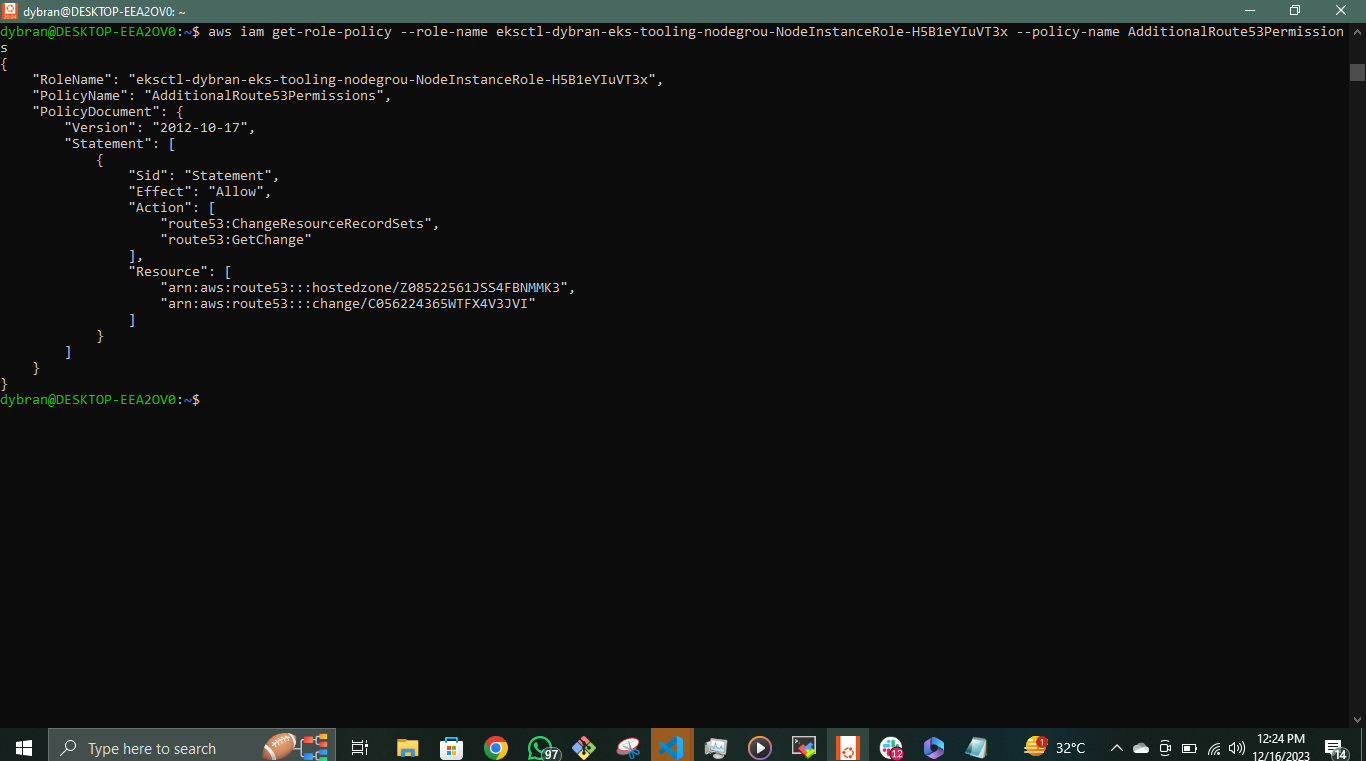 dybran@DESKTOP-EEA2OV0: ~
dybran@DESKTOP-EEA2OV0:~$ aws iam get-role-policy --role-name eksctl-dybran-eks-tooling-nodegrou-NodeInstanceRole-H5B1eYIuVT3x --policy-name AdditionalRoute53Permission
s
{
    "RoleName": "eksctl-dybran-eks-tooling-nodegrou-NodeInstanceRole-H5B1eYIuVT3x",
    "PolicyName": "AdditionalRoute53Permissions",
    "PolicyDocument": {
        "Version": "2012-10-17",
        "Statement": [
            {
                "Sid": "Statement",
                "Effect": "Allow",
                "Action": [
                    "route53:ChangeResourceRecordSets",
                    "route53:GetChange"
                ],
                "Resource": [
                    "arn:aws:route53:::hostedzone/Z08522561JSS4FBNMMK3",
                    "arn:aws:route53:::change/C056224365WTFX4V3JVI"
                ]
            }
        ]
    }
}
dybran@DESKTOP-EEA2OV0:~$
Type here to search
97
12
1
32°C
12:24 PM
12/16/2023
14